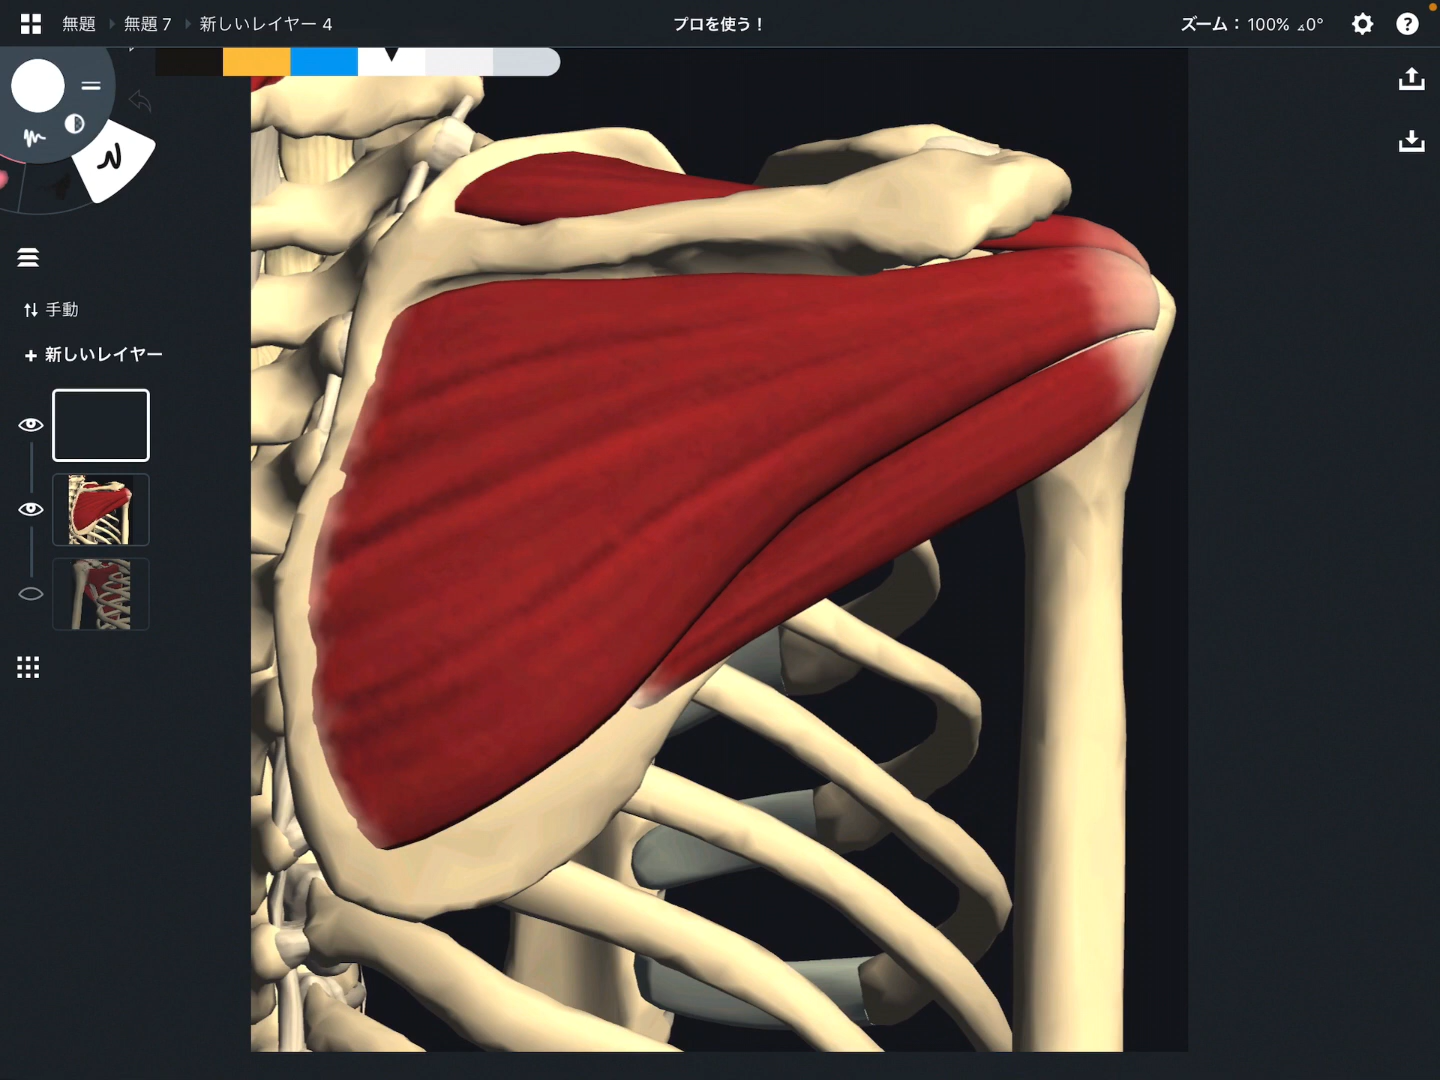 無題 無題 7 新しいレイヤー 4
プロを使う！
ズーム： 100% ⊿0°
手動
+ 新しいレイヤー